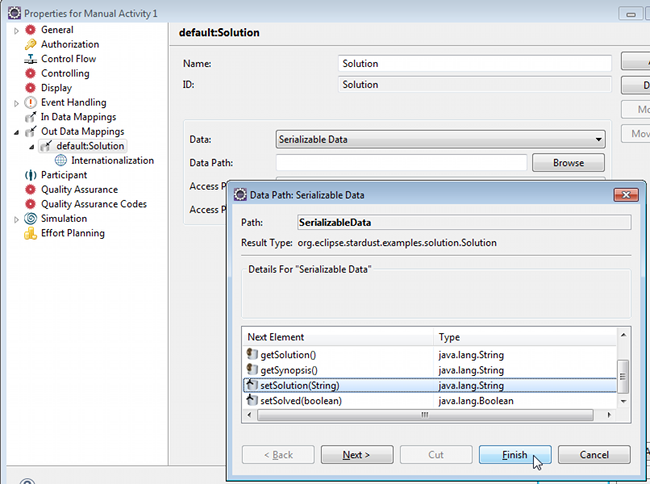 Properties for Manual Activity 1
General
Authorization
Control Flow
Controlling
Display
Event Handling
In Data Mappings
Out Data Mappings
default:Solution
Internationalization
Participant
Quality Assurance
Quality Assurance Codes
Simulation
Effort Planning
default:Solution
Name: Solution
ID: Solution
Data: Serializable Data
Data Path: Browse
Access P
Access P
Mo
Mov
Data Path: Serializable Data
Path: SerializableData
Result Type: org.eclipse.stardust.examples.solution.Solution
Details For "Serializable Data"
Next Element Type
getSolution() java.lang.String
getSynopsis() java.lang.String
setSolution(String) java.lang.String
setSolved(boolean) java.lang.Boolean
< Back Next > Cut Finish Cancel